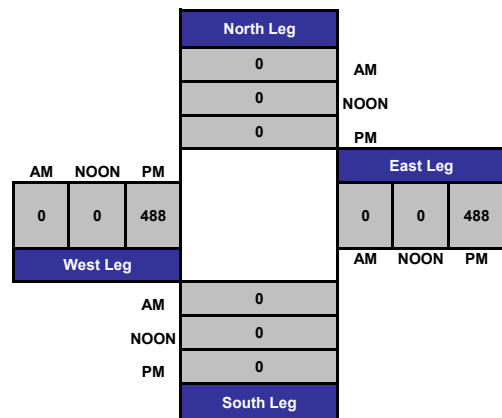 North Leg
0 AM
0 NOON
0 PM
AM NOON PM East Leg
0 0 488 0 0 488
West Leg AM NOON PM
AM 0
NOON 0
PM 0
South Leg